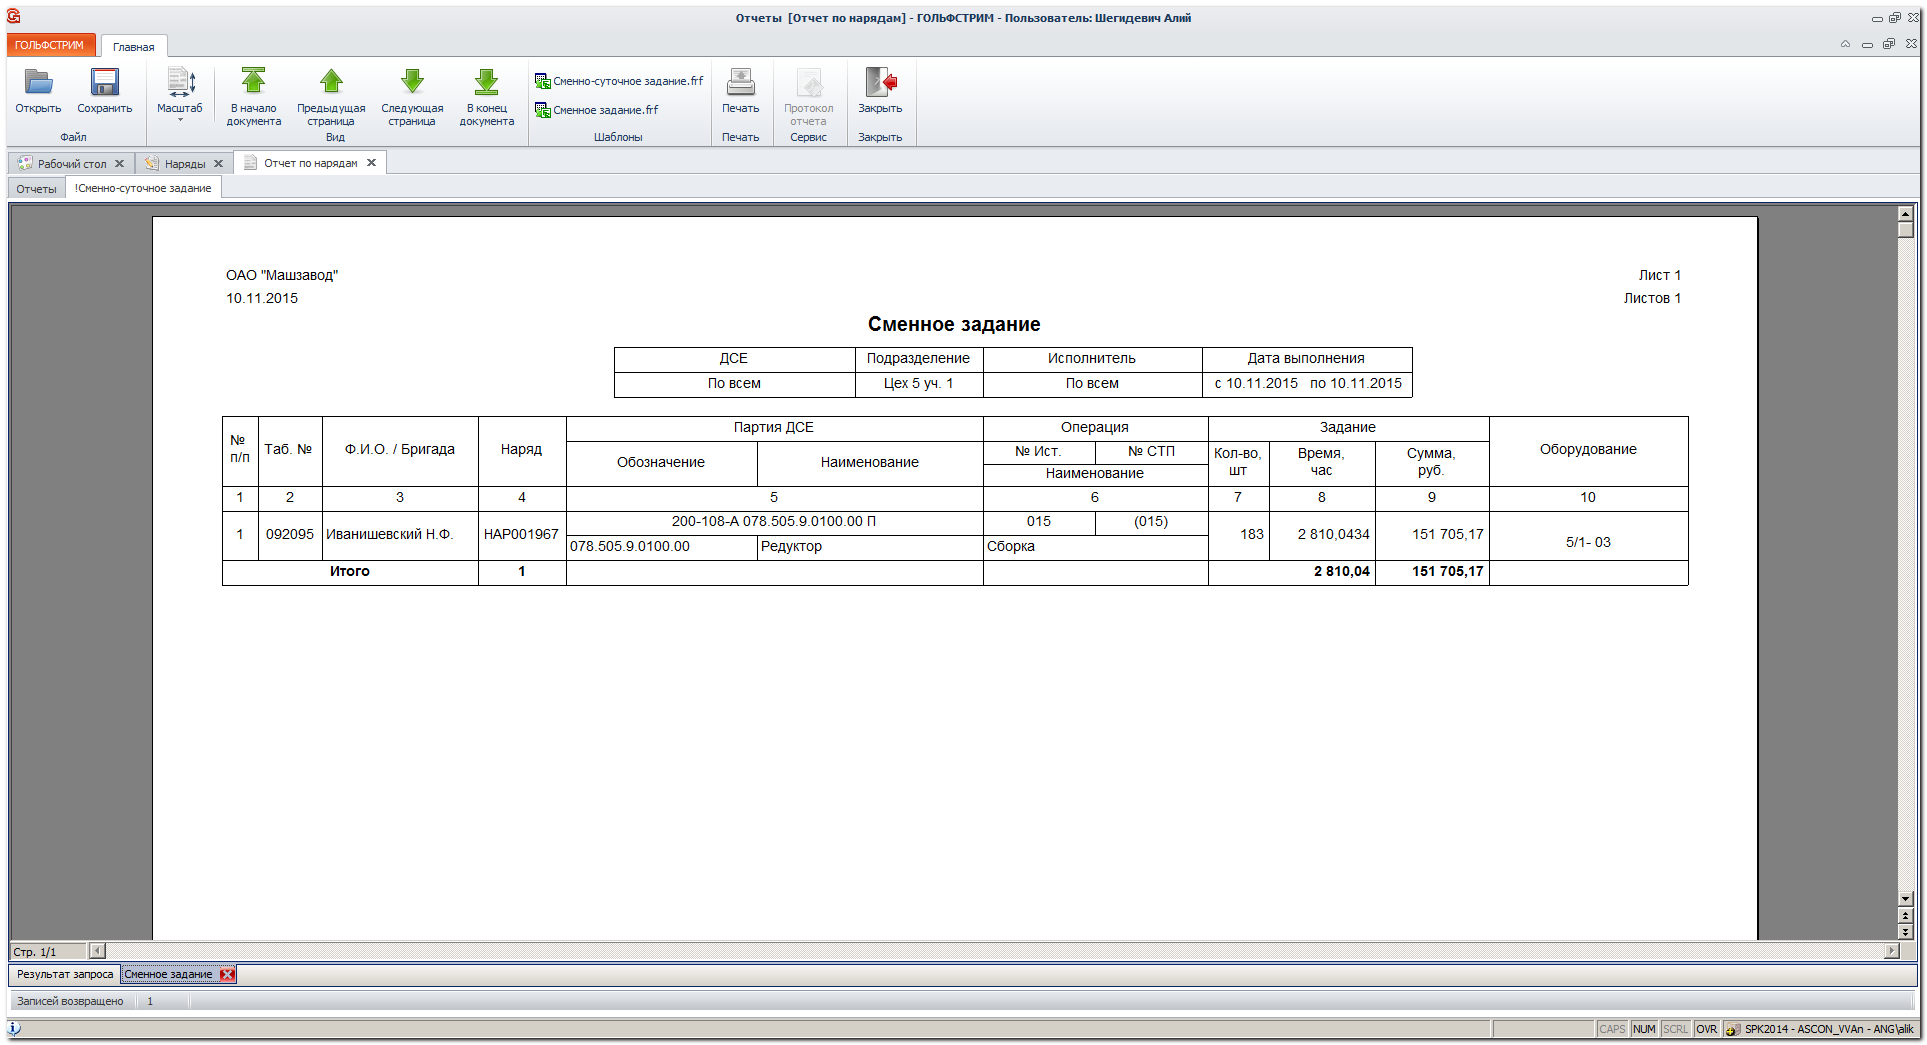 Отчеты [Отчет по нарядам] - ГОЛЬФСТРИМ - Пользователь: Шегидевич Алий
ГОЛЬФСТРИМ Главная
Открыть Сохранить Масштаб В начало документа Предыдущая страница Следующая страница В конец документа Сменно-суточное задание.frf Сменное задание.frf Печать Протокол отчета Закрыть
Файл Вид Шаблоны Печать Сервис Закрыть
Рабочий стол Наряды Отчет по нарядам
Отчеты !Сменно-суточное задание
ОАО "Машзавод" Лист 1
10.11.2015 Листов 1
Сменное задание
ДСЕ Подразделение Исполнитель Дата выполнения
По всем Цех 5 уч. 1 По всем с 10.11.2015 по 10.11.2015
№ п/п Таб. № Ф.И.О. / Бригада Наряд Партия ДСЕ Операция Задание Оборудование
Обозначение Наименование № Ист. № СТП Кол-во, шт Время, час Сумма, руб.
Наименование
1 2 3 4 5 6 7 8 9 10
1 092095 Иванишевский Н.Ф. НАР001967 200-108-А 078.505.9.0100.00 П 015 (015) 183 2 810,0434 151 705,17 5/1- 03
078.505.9.0100.00 Редуктор Сборка
Итого 1 2 810,04 151 705,17
Стр. 1/1
Результат запроса Сменное задание
Записей возвращено 1
CAPS NUM SCRL OVR SPK2014 - ASCON_VVAn - ANG\alik